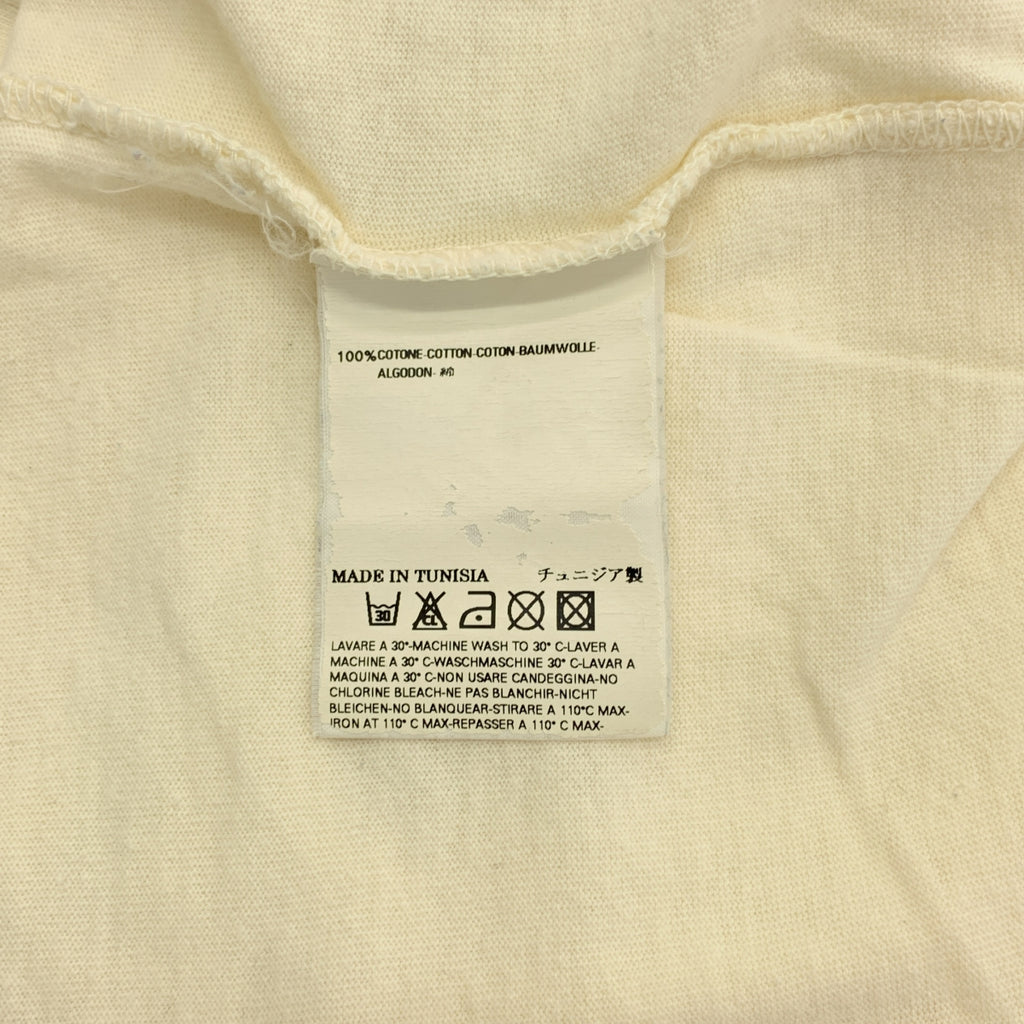 100%COTONE-COTTON-COTON-BAUMWOLLE-
ALGODON- 綿
MADE IN TUNISIA チュニジア製
30 CL
LAVARE A 30°-MACHINE WASH TO 30° C-LAVER A
MACHINE A 30° C-WASCHMASCHINE 30° C-LAVAR A
MAQUINA A 30° C-NON USARE CANDEGGINA-NO
CHLORINE BLEACH-NE PAS BLANCHIR-NICHT
BLEICHEN-NO BLANQUEAR-STIRARE A 110°C MAX-
IRON AT 110° C MAX-REPASSER A 110° C MAX-